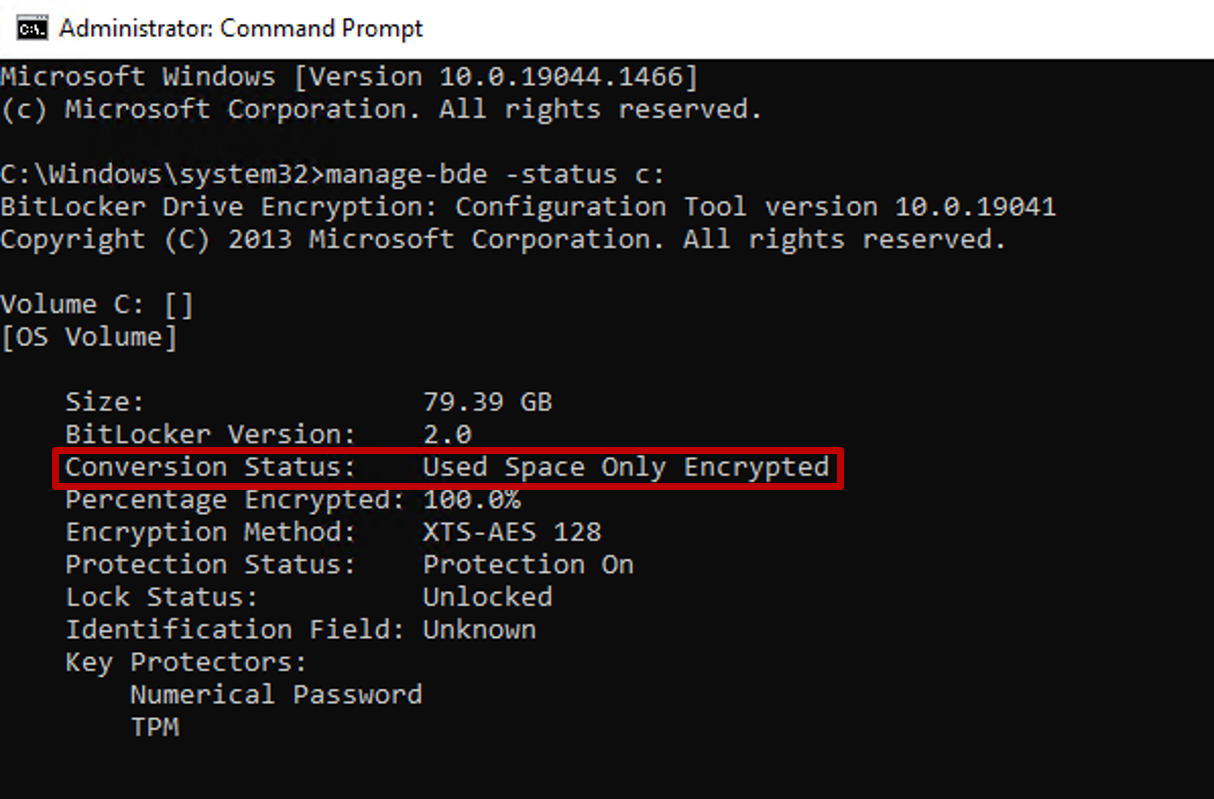 Administrator: Command Prompt
Microsoft Windows [Version 10.0.19044.1466]
(c) Microsoft Corporation. All rights reserved.
C:\Windows\system32>manage-bde -status c:
BitLocker Drive Encryption: Configuration Tool version 10.0.19041
Copyright (C) 2013 Microsoft Corporation. All rights reserved.
Volume C: []
[OS Volume]
Size: 79.39 GB
BitLocker Version: 2.0
Conversion Status: Used Space Only Encrypted
Percentage Encrypted: 100.0%
Encryption Method: XTS-AES 128
Protection Status: Protection On
Lock Status: Unlocked
Identification Field: Unknown
Key Protectors:
Numerical Password
TPM